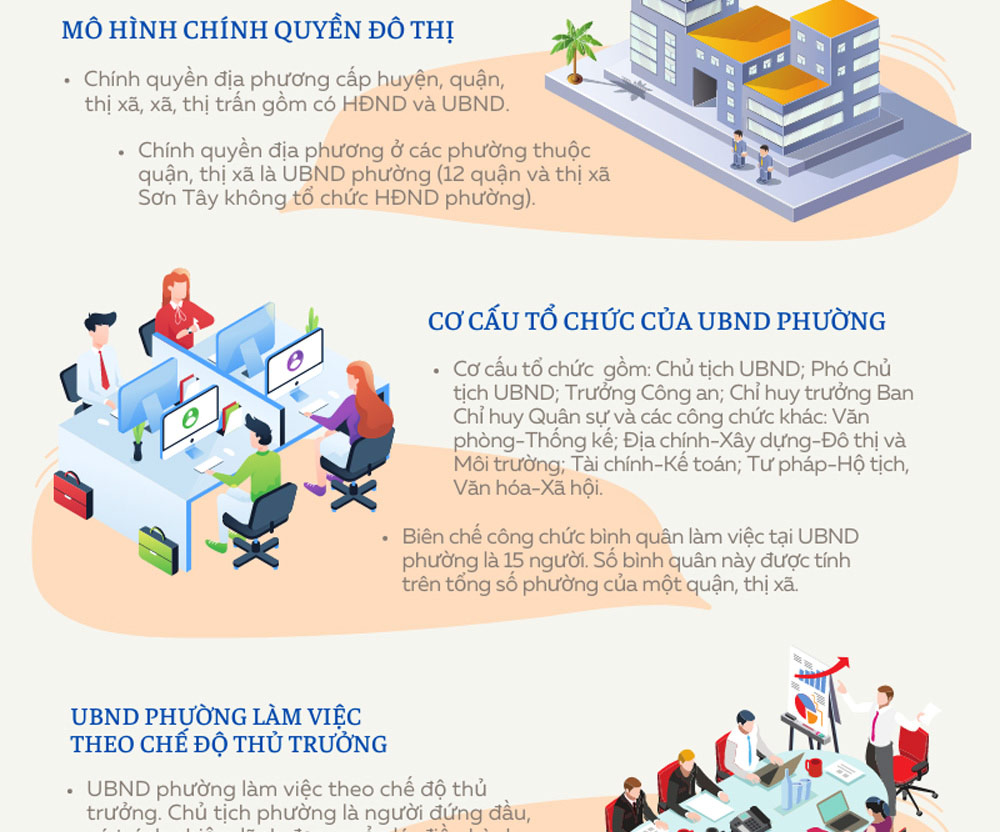 MÔ HÌNH CHÍNH QUYỀN ĐÔ THỊ
• Chính quyền địa phương cấp huyện, quận,
thị xã, xã, thị trấn gồm có HĐND và UBND.
• Chính quyền địa phương ở các phường thuộc
quận, thị xã là UBND phường (12 quận và thị xã
Sơn Tây không tổ chức HĐND phường).
CƠ CẤU TỔ CHỨC CỦA UBND PHƯỜNG
• Cơ cấu tổ chức gồm: Chủ tịch UBND; Phó Chủ
tịch UBND; Trưởng Công an; Chỉ huy trưởng Ban
Chỉ huy Quân sự và các công chức khác: Văn
phòng-Thống kế; Địa chính-Xây dựng-Đô thị và
Môi trường; Tài chính-Kế toán; Tư pháp-Hộ tịch,
Văn hóa-Xã hội.
• Biên chế công chức bình quân làm việc tại UBND
phường là 15 người. Số bình quân này được tính
trên tổng số phường của một quận, thị xã.
UBND PHƯỜNG LÀM VIỆC
THEO CHẾ ĐỘ THỦ TRƯỞNG
• UBND phường làm việc theo chế độ thủ
trưởng. Chủ tịch phường là người đứng đầu,